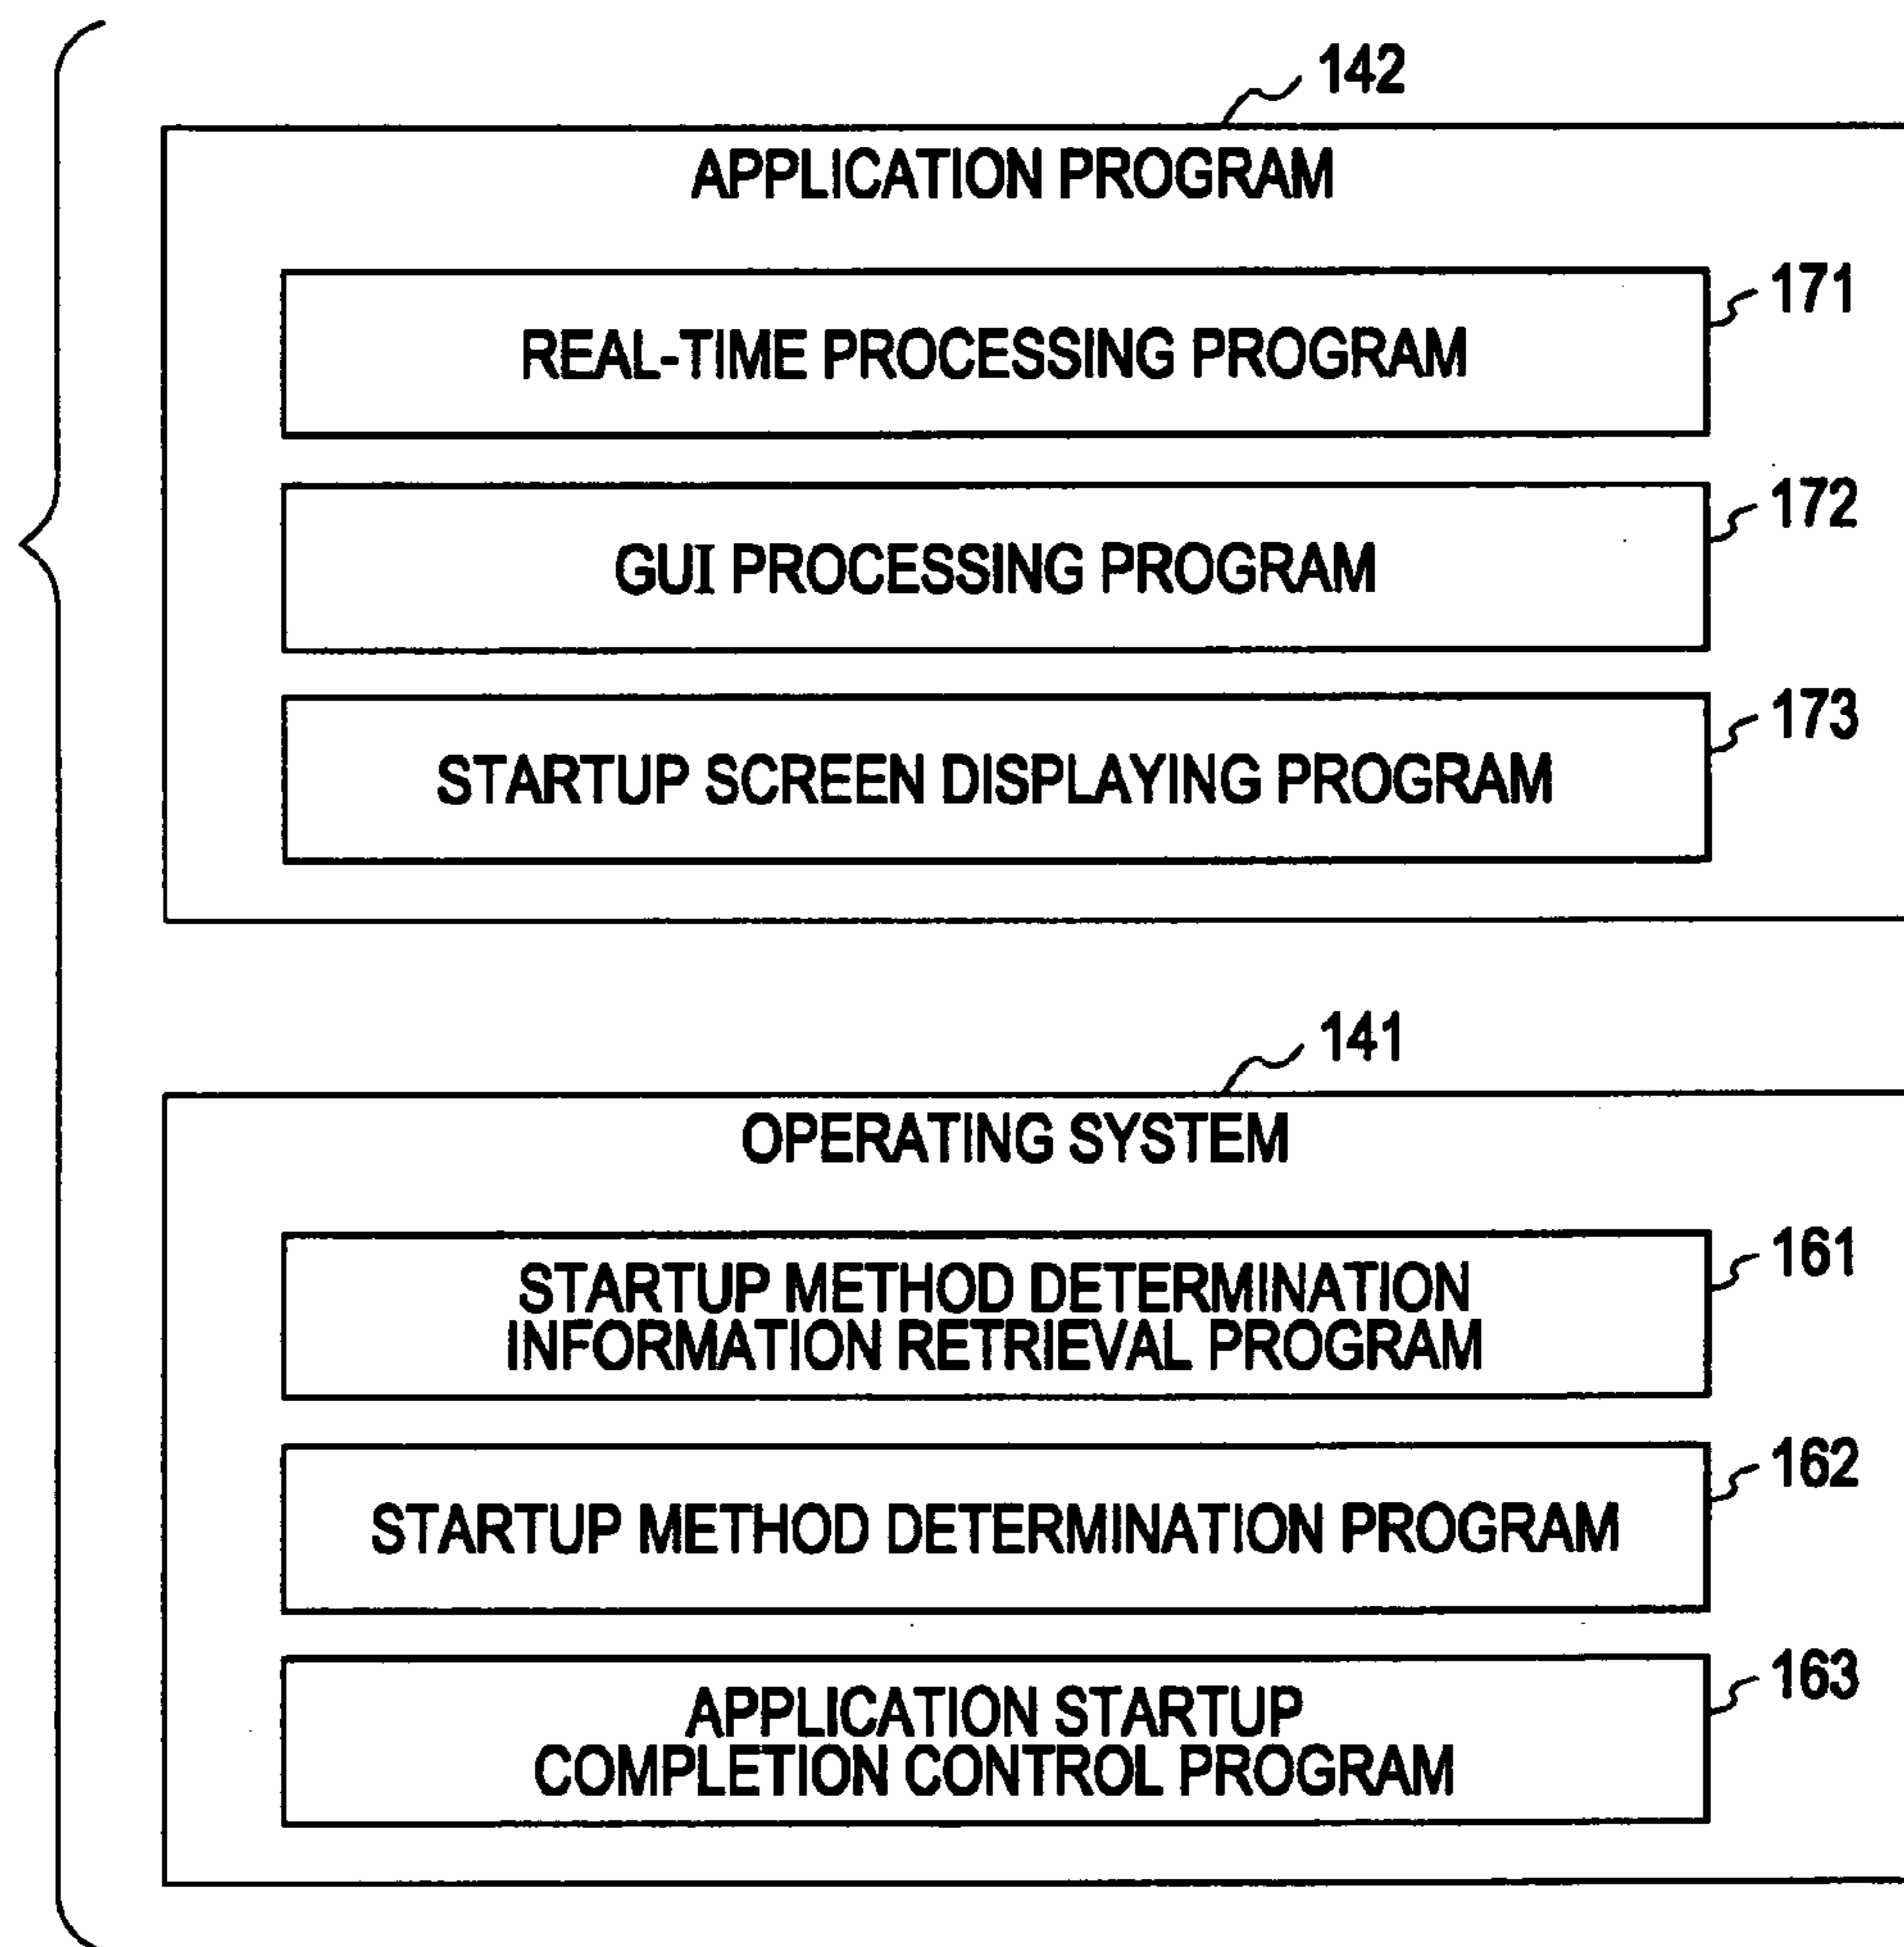 142
APPLICATION PROGRAM
171
REAL-TIME PROCESSING PROGRAM
172
GUI PROCESSING PROGRAM
173
STARTUP SCREEN DISPLAYING PROGRAM
141
OPERATING SYSTEM
161
STARTUP METHOD DETERMINATION
INFORMATION RETRIEVAL PROGRAM
162
STARTUP METHOD DETERMINATION PROGRAM
163
APPLICATION STARTUP
COMPLETION CONTROL PROGRAM